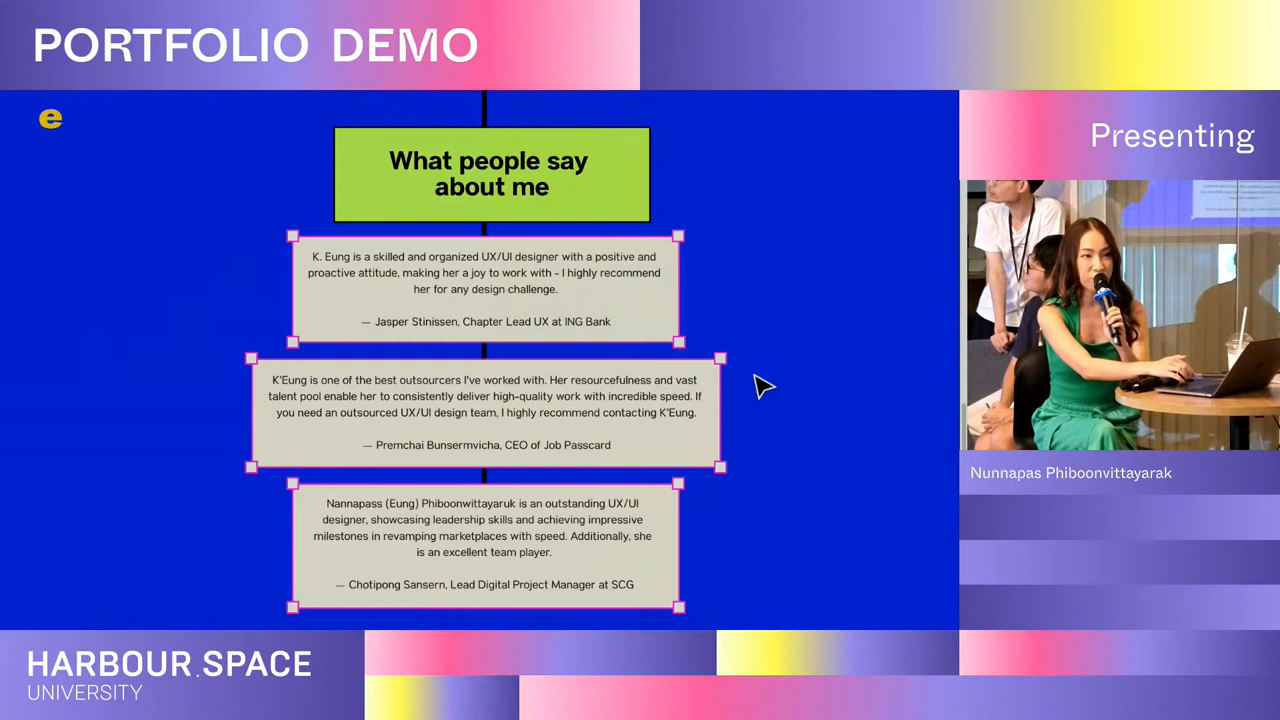 PORTFOLIO DEMO
e
Presenting
What people say
about me
K. Eung is a skilled and organized UX/UI designer with a positive and
proactive attitude, making her a joy to work with - I highly recommend
her for any design challenge.
— Jasper Stinissen, Chapter Lead UX at ING Bank
K'Eung is one of the best outsourcers I've worked with. Her resourcefulness and vast
talent pool enable her to consistently deliver high-quality work with incredible speed. If
you need an outsourced UX/UI design team, I highly recommend contacting K'Eung.
— Premchai Bunsermvicha, CEO of Job Passcard
Nannapass (Eung) Phiboonwittayaruk is an outstanding UX/UI
designer, showcasing leadership skills and achieving impressive
milestones in revamping marketplaces with speed. Additionally, she
is an excellent team player.
— Chotipong Sansern, Lead Digital Project Manager at SCG
Nunnapas Phiboonvittayarak
HARBOUR.SPACE
UNIVERSITY